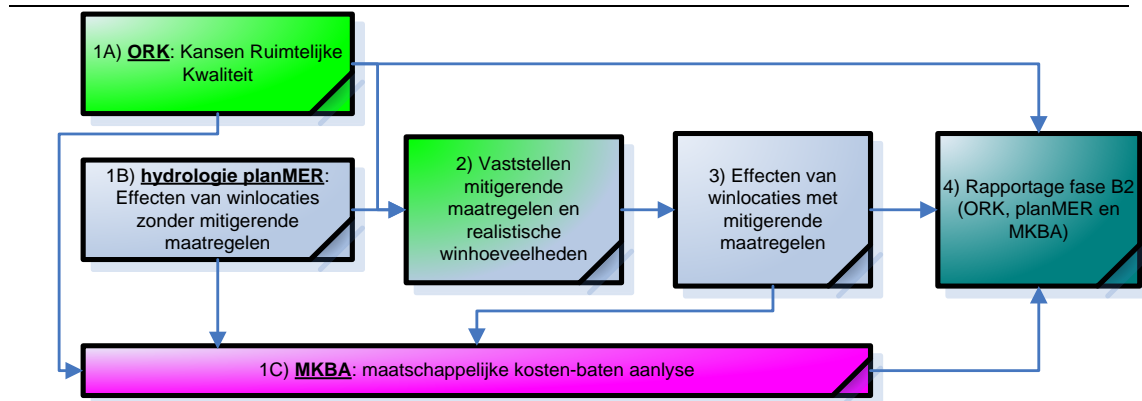 1A) ORK: Kansen Ruimtelijke
Kwaliteit
1B) hydrologie planMER:
Effecten van winlocaties
zonder mitigerende
maatregelen
2) Vaststellen
mitigerende
maatregelen en
realistische
winhoeveelheden
3) Effecten van
winlocaties met
mitigerende
maatregelen
4) Rapportage fase B2
(ORK, planMER en
MKBA)
1C) MKBA: maatschappelijke kosten-baten aanlyse